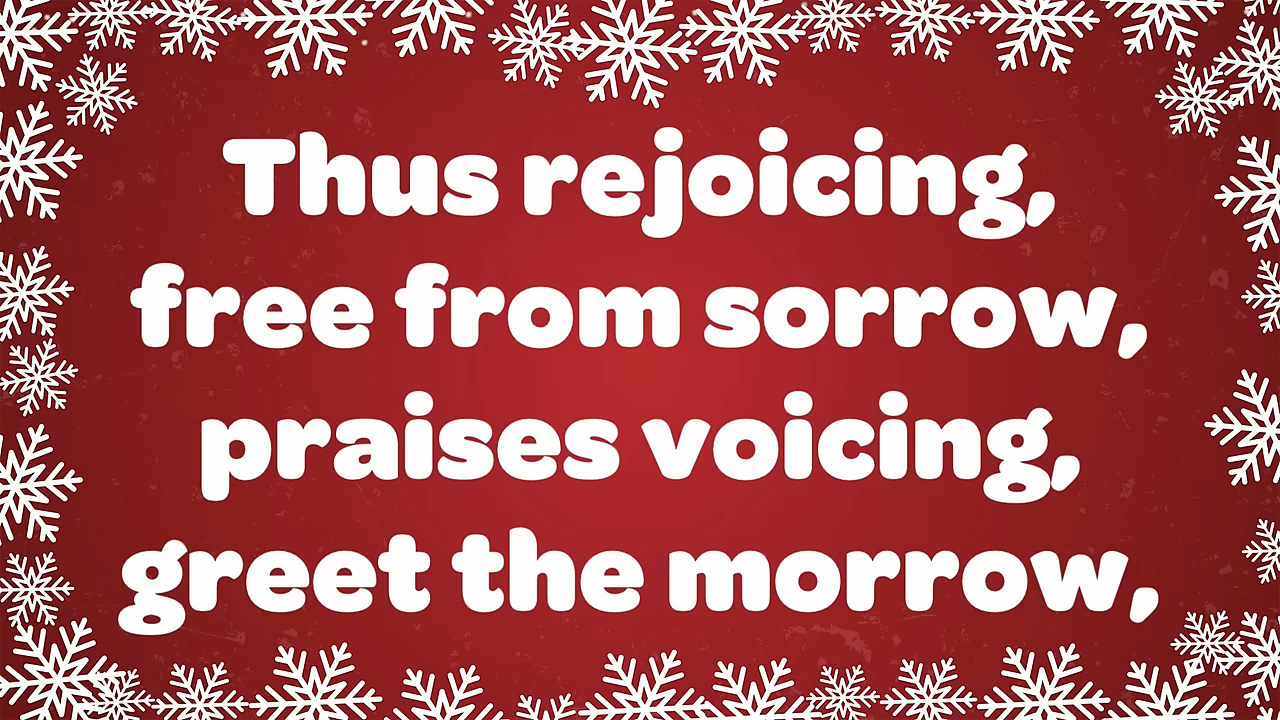 Thus rejoicing,
free from sorrow,
praises voicing,
greet the morrow,